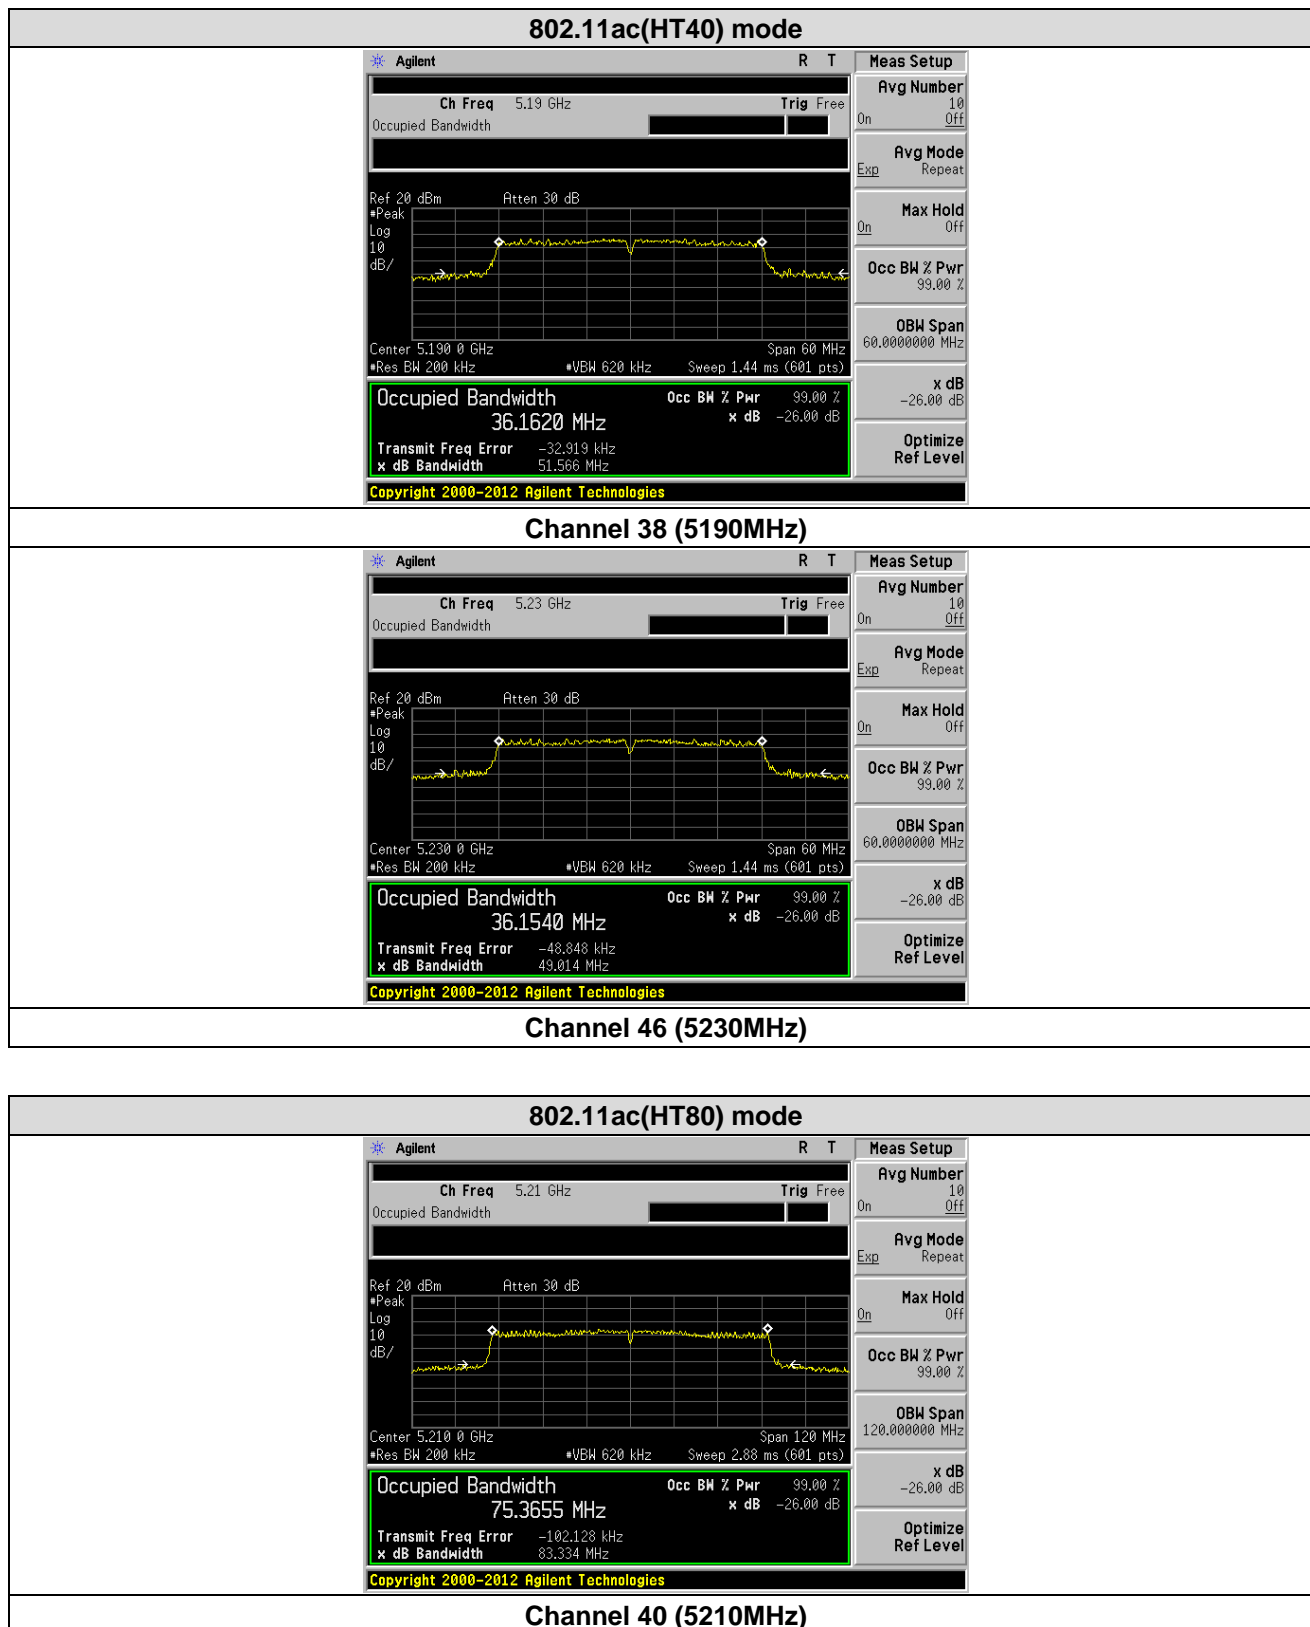 802.11ac(HT40) mode
Agilent R T Meas Setup
Avg Number
10
On Off
Ch Freq 5.19 GHz Trig Free
Occupied Bandwidth
Avg Mode
Exp Repeat
Ref 20 dBm Atten 30 dB
Max Hold
On Off
#Peak
Log
10
dB/
Occ BW % Pwr
99.00 %
OBW Span
60.0000000 MHz
Center 5.190 0 GHz Span 60 MHz
#Res BW 200 kHz #VBW 620 kHz Sweep 1.44 ms (601 pts)
x dB
-26.00 dB
Occupied Bandwidth Occ BW % Pwr 99.00 %
36.1620 MHz x dB -26.00 dB
Optimize
Ref Level
Transmit Freq Error -32.919 kHz
x dB Bandwidth 51.566 MHz
Copyright 2000-2012 Agilent Technologies
Channel 38 (5190MHz)
Agilent R T Meas Setup
Avg Number
10
On Off
Ch Freq 5.23 GHz Trig Free
Occupied Bandwidth
Avg Mode
Exp Repeat
Ref 20 dBm Atten 30 dB
Max Hold
On Off
#Peak
Log
10
dB/
Occ BW % Pwr
99.00 %
OBW Span
60.0000000 MHz
Center 5.230 0 GHz Span 60 MHz
#Res BW 200 kHz #VBW 620 kHz Sweep 1.44 ms (601 pts)
x dB
-26.00 dB
Occupied Bandwidth Occ BW % Pwr 99.00 %
36.1540 MHz x dB -26.00 dB
Optimize
Ref Level
Transmit Freq Error -48.848 kHz
x dB Bandwidth 49.014 MHz
Copyright 2000-2012 Agilent Technologies
Channel 46 (5230MHz)
802.11ac(HT80) mode
Agilent R T Meas Setup
Avg Number
10
On Off
Ch Freq 5.21 GHz Trig Free
Occupied Bandwidth
Avg Mode
Exp Repeat
Ref 20 dBm Atten 30 dB
Max Hold
On Off
#Peak
Log
10
dB/
Occ BW % Pwr
99.00 %
OBW Span
120.000000 MHz
Center 5.210 0 GHz Span 120 MHz
#Res BW 200 kHz #VBW 620 kHz Sweep 2.88 ms (601 pts)
x dB
-26.00 dB
Occupied Bandwidth Occ BW % Pwr 99.00 %
75.3655 MHz x dB -26.00 dB
Optimize
Ref Level
Transmit Freq Error -102.128 kHz
x dB Bandwidth 83.334 MHz
Copyright 2000-2012 Agilent Technologies
Channel 40 (5210MHz)